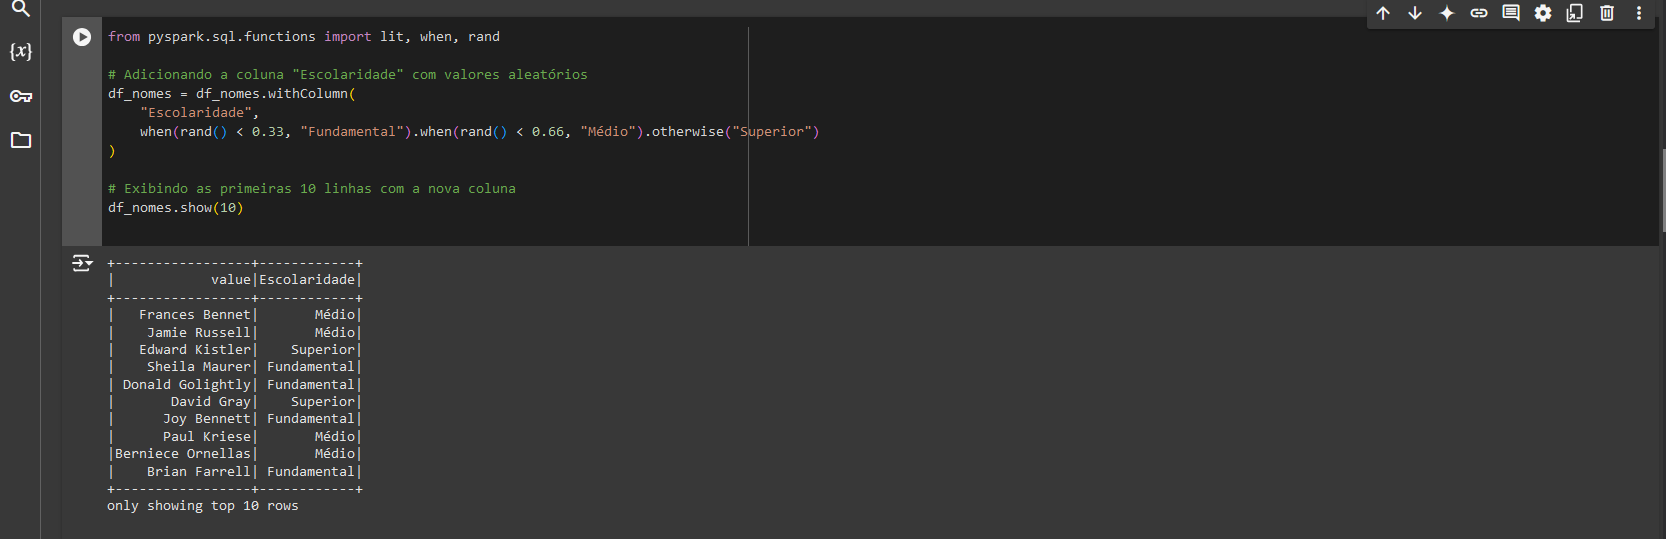 from pyspark.sql.functions import lit, when, rand
{x}
# Adicionando a coluna "Escolaridade" com valores aleatórios
df_nomes = df_nomes.withColumn(
    "Escolaridade",
    when(rand() < 0.33, "Fundamental").when(rand() < 0.66, "Médio").otherwise("Superior")
)
# Exibindo as primeiras 10 linhas com a nova coluna
df_nomes.show(10)
+-----------------+------------+
|            value|Escolaridade|
+-----------------+------------+
|   Frances Bennet|       Médio|
|    Jamie Russell|       Médio|
|   Edward Kistler|    Superior|
|    Sheila Maurer| Fundamental|
| Donald Golightly| Fundamental|
|       David Gray|    Superior|
|      Joy Bennett| Fundamental|
|      Paul Kriese|       Médio|
|Berniece Ornellas|       Médio|
|    Brian Farrell| Fundamental|
+-----------------+------------+
only showing top 10 rows